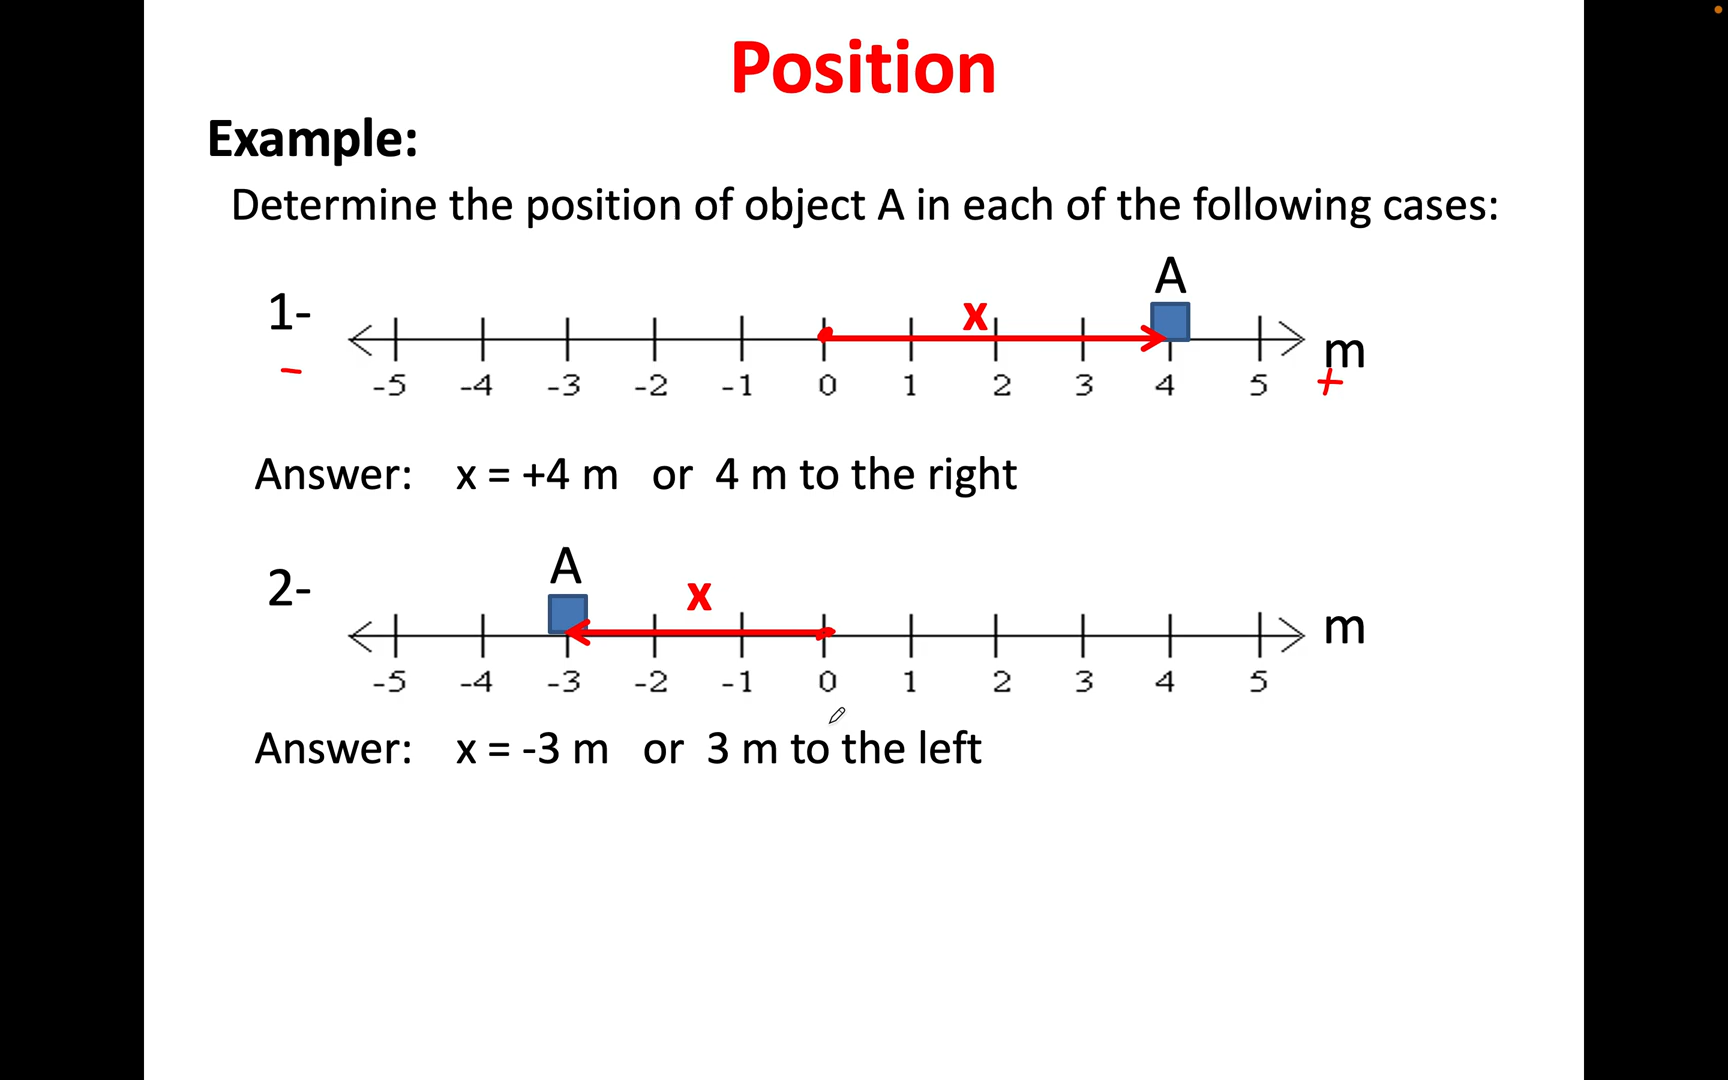 Position
Example:
Determine the position of object A in each of the following cases:
A
1-
x
m
-5 -4 -3 -2 -1 0 1 2 3 4 5
- +
Answer: x = +4 m or 4 m to the right
A
2-
x
m
-5 -4 -3 -2 -1 0 1 2 3 4 5
Answer: x = -3 m or 3 m to the left